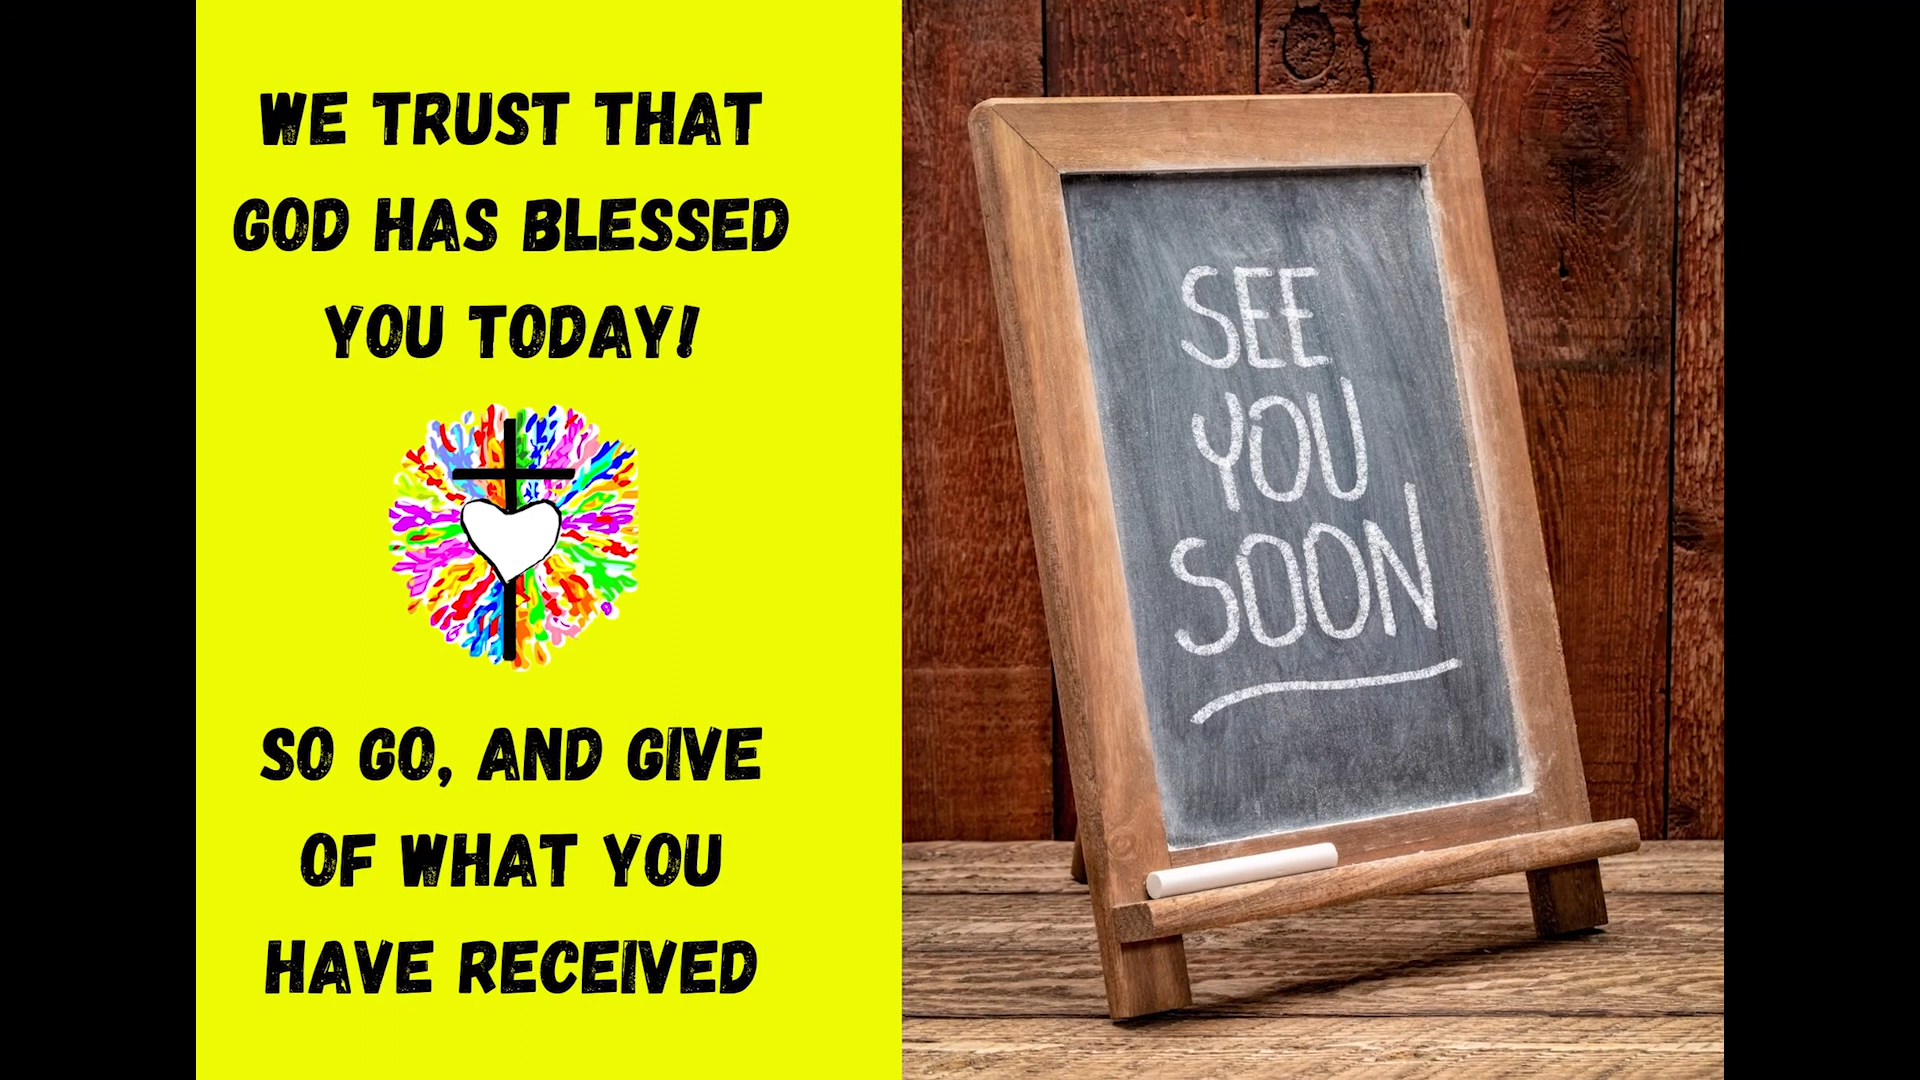 WE TRUST THAT
GOD HAS BLESSED
YOU TODAY!
SO GO, AND GIVE
OF WHAT YOU
HAVE RECEIVED
SEE
YOU
SOON